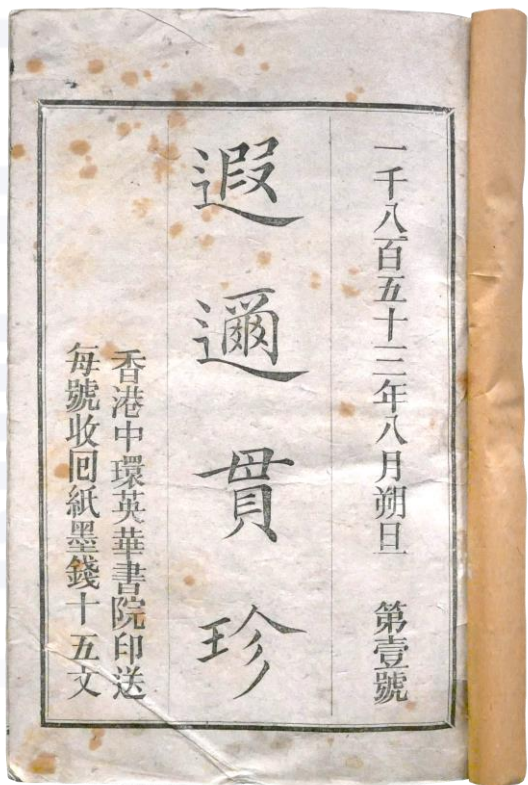 一千八百五十三年八月朔旦　第壹號
遐邇貫珍
香港中環英華書院印送
每號收回紙墨錢十五文